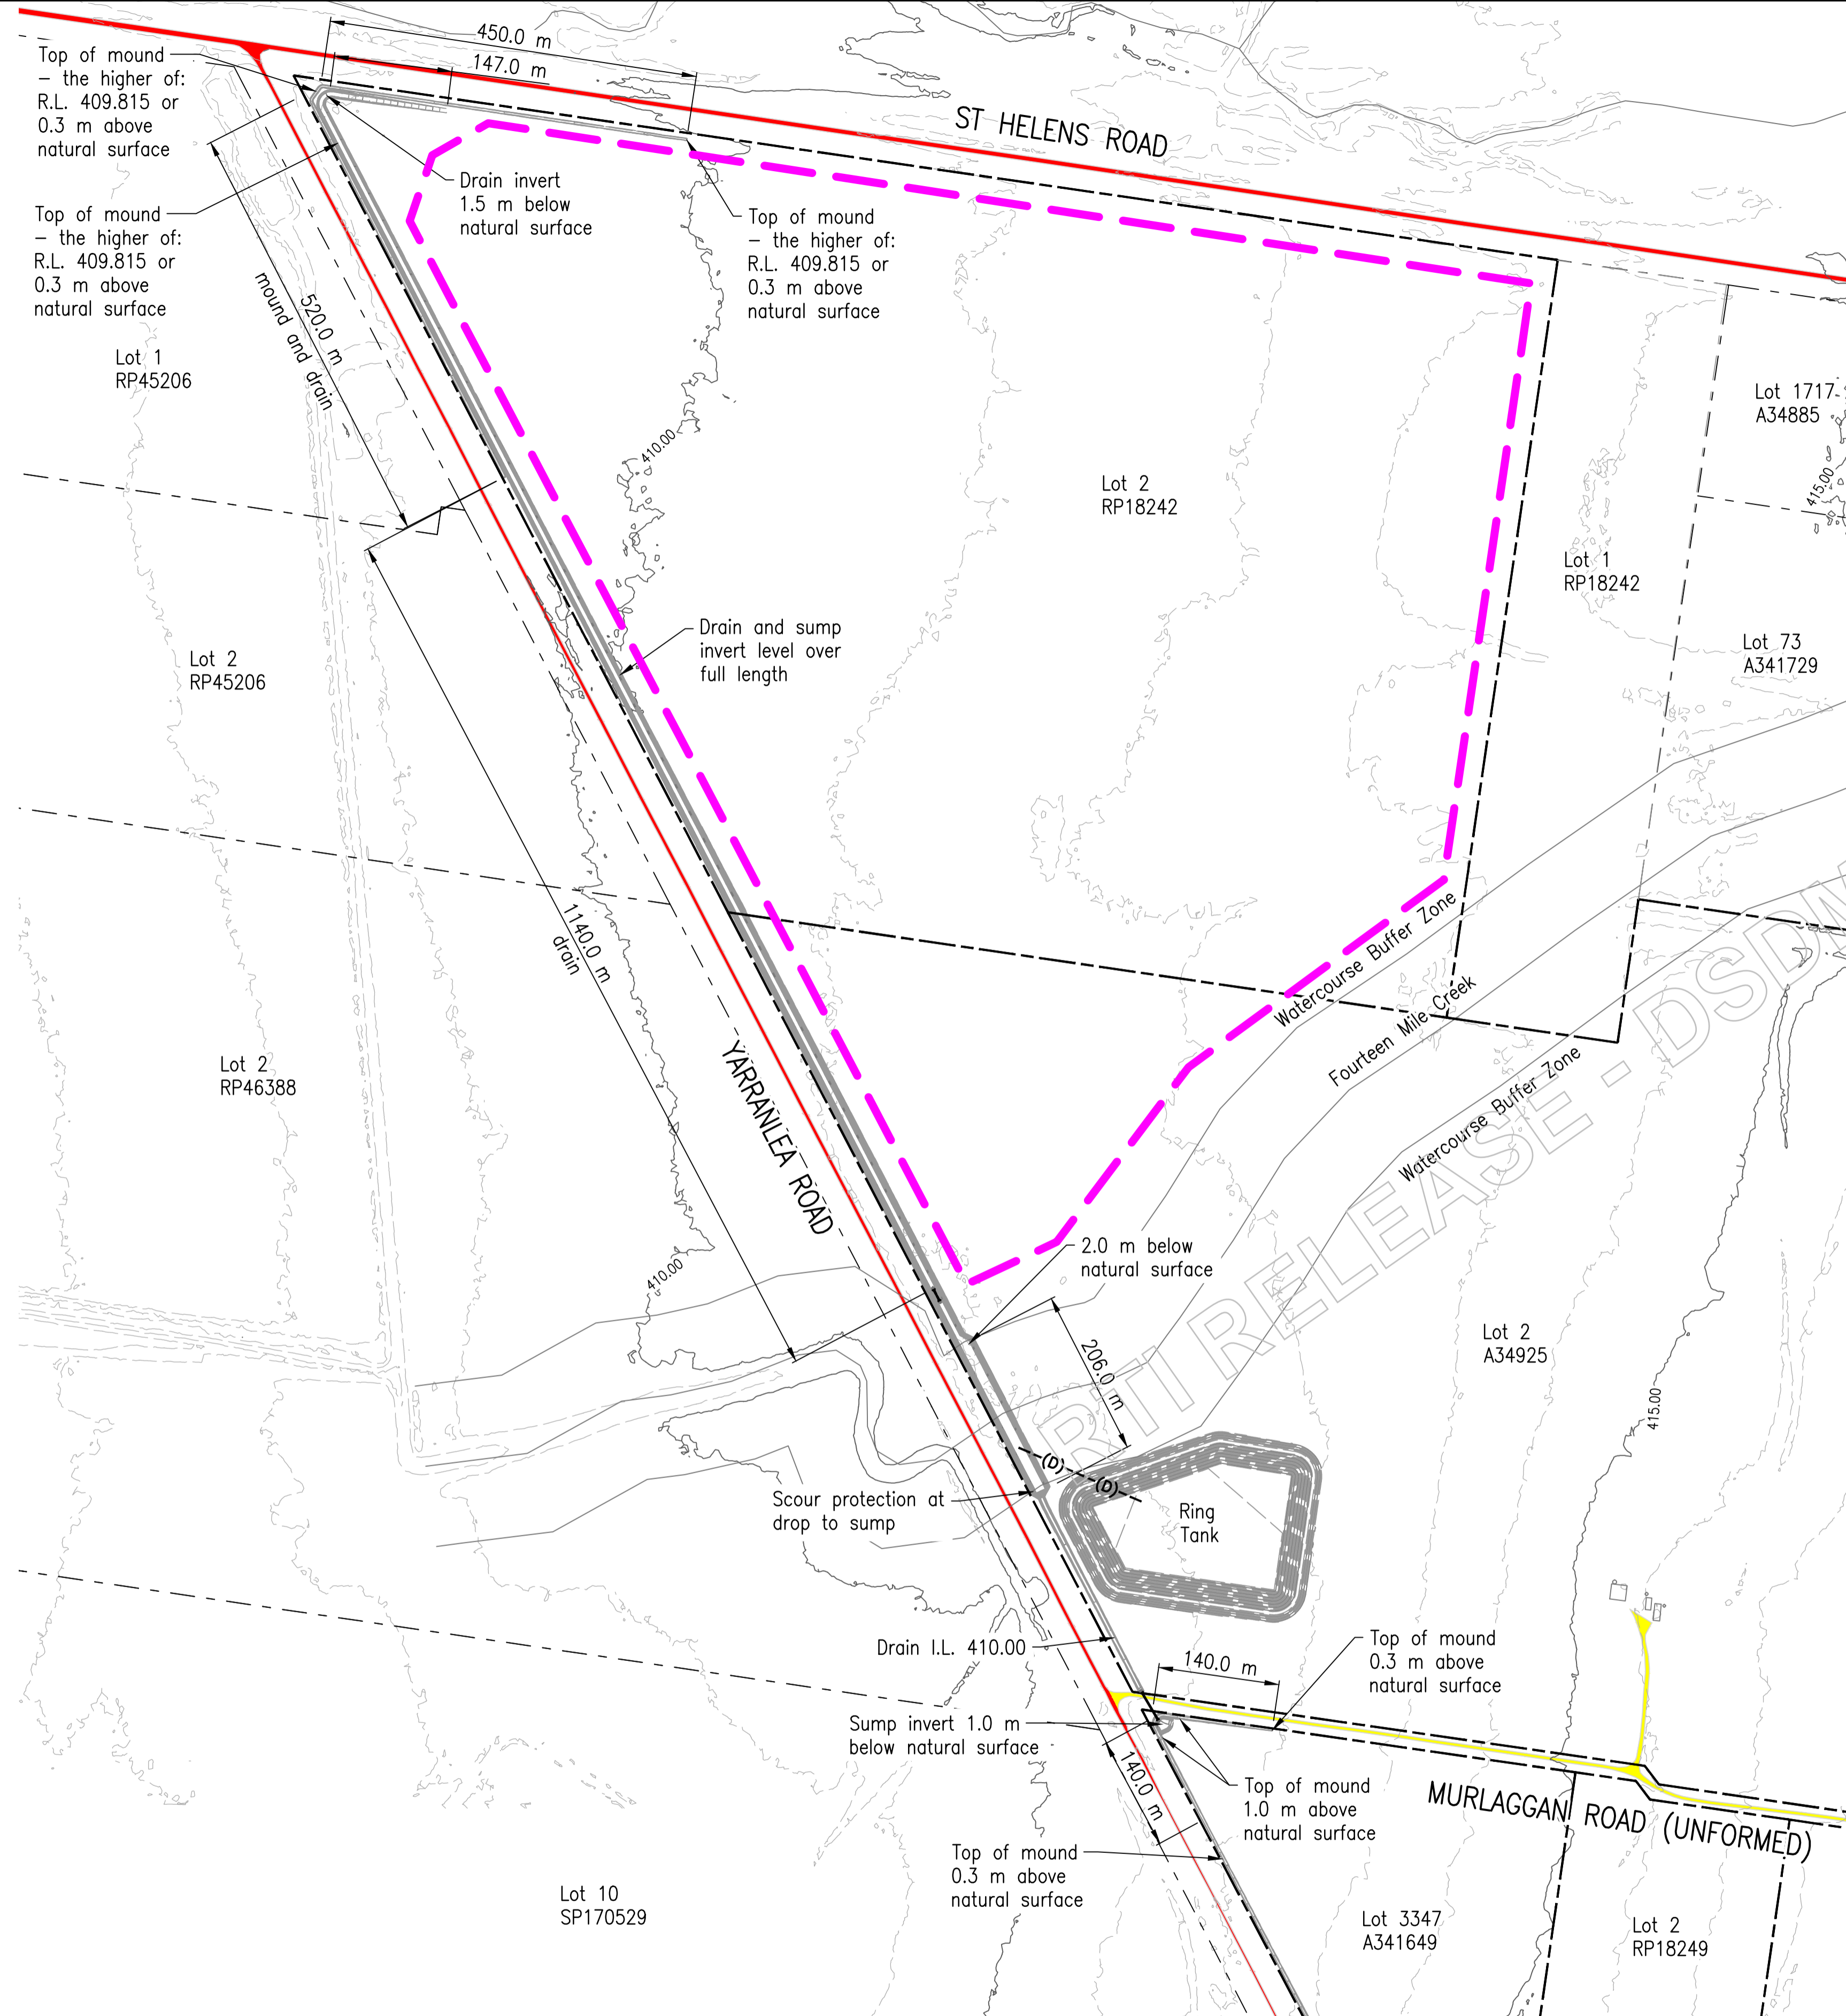 450.0 m
147.0 m
Top of mound
– the higher of:
R.L. 409.815 or
0.3 m above
natural surface
ST HELENS ROAD
Drain invert
1.5 m below
natural surface
Top of mound
– the higher of:
R.L. 409.815 or
0.3 m above
natural surface
Top of mound
– the higher of:
R.L. 409.815 or
0.3 m above
natural surface
520.0 m
mound and drain
Lot 1
RP45206
Lot 1717
A34885
410.00
415.00
Lot 2
RP18242
Lot 1
RP18242
Drain and sump
invert level over
full length
Lot 73
A341729
Lot 2
RP45206
1140.0 m
drain
Watercourse Buffer Zone
Fourteen Mile Creek
Watercourse Buffer Zone
Lot 2
RP46388
YARRANLEA ROAD
RTI RELEASE - DSDM
410.00
2.0 m below
natural surface
206.0 m
Lot 2
A34925
415.00
(D)
(D)
Scour protection at
drop to sump
Ring
Tank
Drain I.L. 410.00
140.0 m
Top of mound
0.3 m above
natural surface
Sump invert 1.0 m
below natural surface
140.0 m
Top of mound
1.0 m above
natural surface
MURLAGGAN ROAD (UNFORMED)
Top of mound
0.3 m above
natural surface
Lot 10
SP170529
Lot 3347
A341649
Lot 2
RP18249